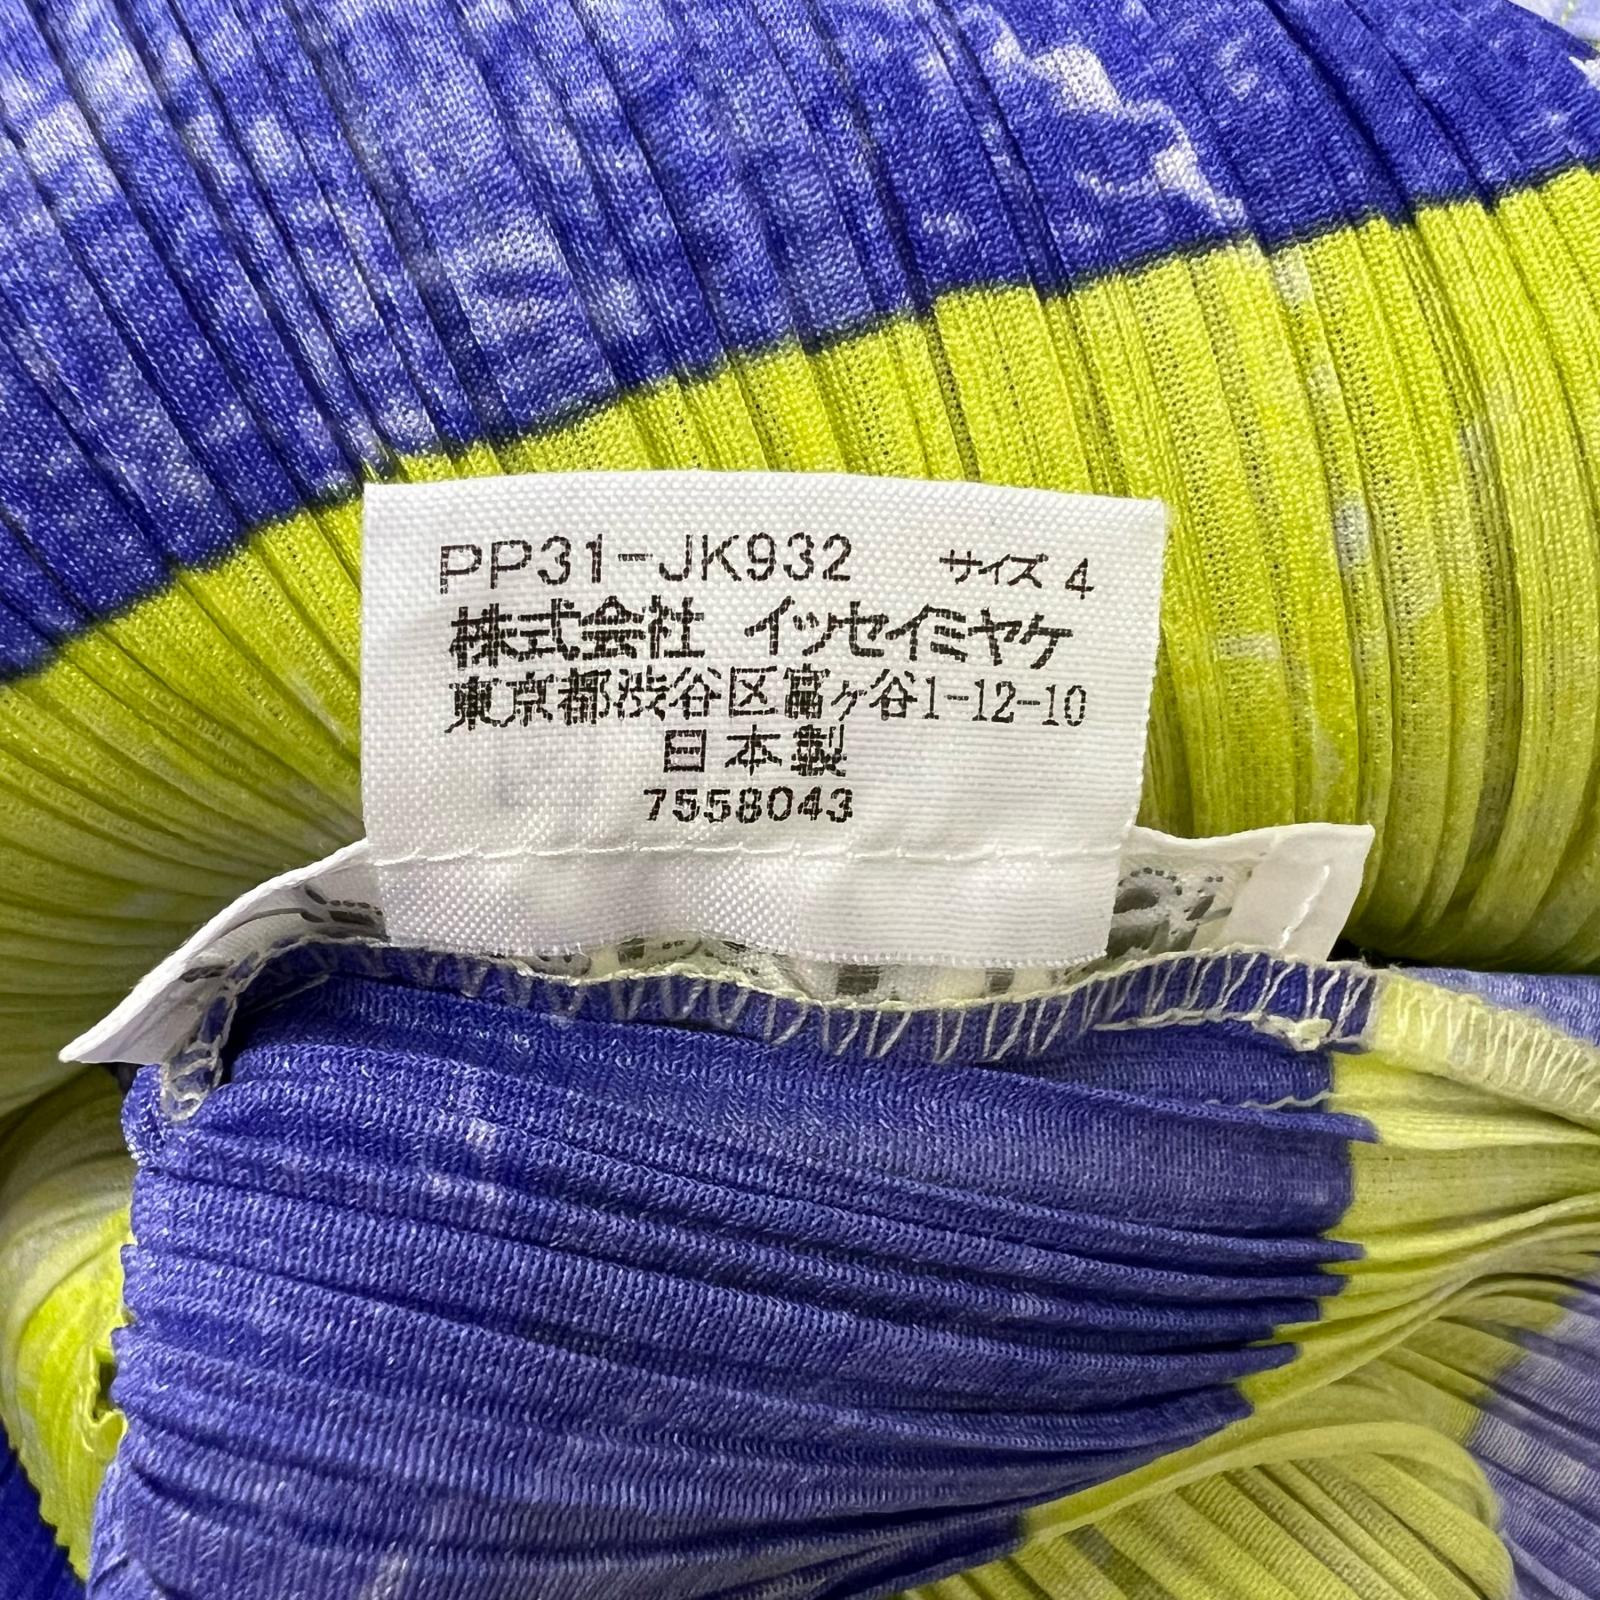 PP31-JK932 サイズ 4
株式会社 イッセイミヤケ
東京都渋谷区富ヶ谷1-12-10
日本製
7558043